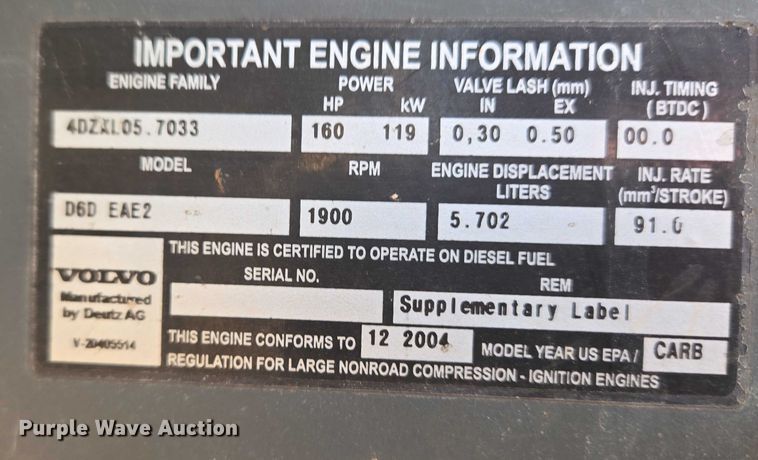 IMPORTANT ENGINE INFORMATION
ENIGINE FAMILY POWER VALVE LASH (mm) INJ. TIMING
HP kW IN EX (BTDC)
4DZXL05.7033 160 119 0,30 0.50 00.0
MODEL RPM ENGINE DISPLACEMENT INJ. RATE
LITERS (mm³/STROKE)
D6D EAE2 1900 5.702 91.0
THIS ENGINE IS CERTIFIED TO OPERATE ON DIESEL FUEL
SERIAL NO. REM
Supplementary Label
VOLVO
Manufactured
by Deutz AG
V-20405514
THIS ENGINE CONFORMS TO 12 2004 MODEL YEAR US EPA / CARB
REGULATION FOR LARGE NONROAD COMPRESSION - IGNITION ENGINES
Purple Wave Auction